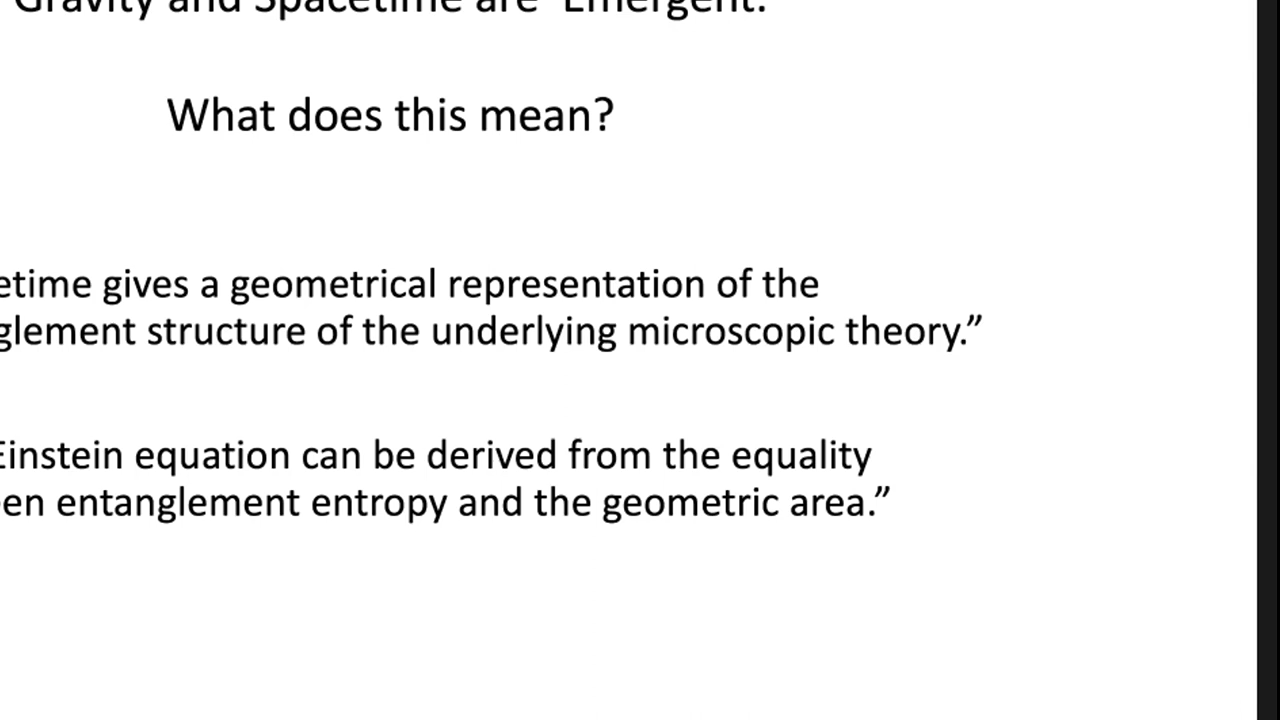 Gravity and Spacetime are 'Emergent.
What does this mean?
etime gives a geometrical representation of the
glement structure of the underlying microscopic theory.”
Einstein equation can be derived from the equality
en entanglement entropy and the geometric area.”